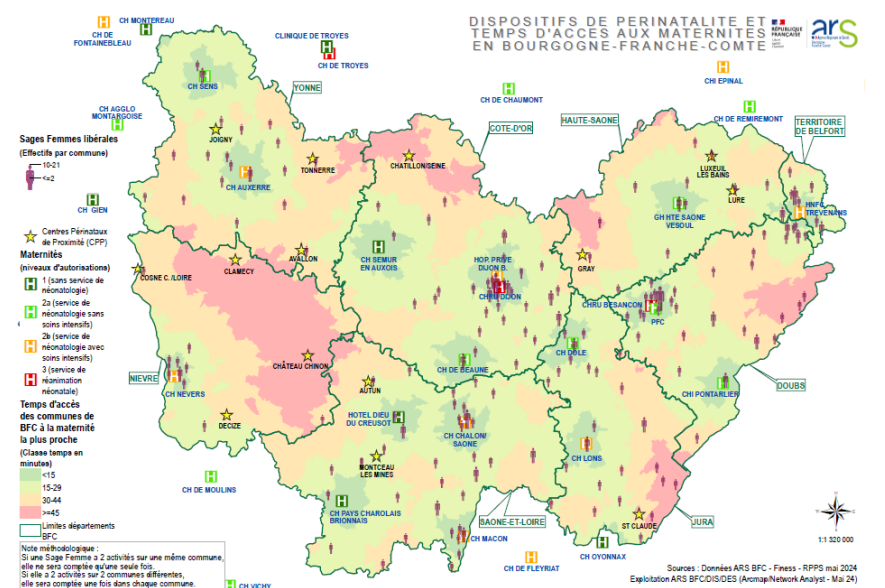 DISPOSITIFS DE PERINATALITE ET
TEMPS D'ACCES AUX MATERNITES
EN BOURGOGNE-FRANCHE-COMTE
RÉPUBLIQUE
FRANÇAISE
ars
CH MONTEREAU
CH DE
FONTAINEBLEAU
CLINIQUE DE TROYES
CH DE TROYES
CHI EPINAL
CH SENS
YONNE
CH DE CHAUMONT
CH DE REMIREMONT
CH AGGLO
MONTARGOISE
COTE-D'OR
HAUTE-SAONE
TERRITOIRE
DE BELFORT
Sages Femmes libérales
(Effectifs par commune)
10-21
<=2
JOIGNY
TONNERRE
CHATILLON/SEINE
LUXEUIL
LES BAINS
LURE
CH AUXERRE
CH GIEN
HNFC
TREVENANS
GH HTE SAONE
VESOUL
Centres Périnataux
de Proximité (CPP)
Maternités
(niveaux d'autorisations)
1 (sans service de
néonatologie)
2a (service de
néonatologie sans
soins intensifs)
2b (service de
néonatologie avec
soins intensifs)
3 (service de
réanimation
néonatale)
AVALLON
CLAMECY
COSNE C. /LOIRE
CH SEMUR
EN AUXOIS
HOP. PRIVE
DIJON B.
CHRU DIJON
GRAY
CHRU BESANCON
PFC
CH DOLE
CHÂTEAU CHINON
CH DE BEAUNE
NIEVRE
CH NEVERS
AUTUN
DOUBS
CHI PONTARLIER
Temps d'accès
des communes de
BFC à la maternité
la plus proche
(Classe temps en
minutes)
<15
15-29
30-44
>=45
Limites départements
BFC
DECIZE
HOTEL DIEU
DU CREUSOT
CH CHALON/
SAONE
CH LONS
MONTCEAU
LES MINES
CH DE MOULINS
CH PAYS CHAROLAIS
BRIONNAIS
SAONE-ET-LOIRE
ST CLAUDE
JURA
CH MACON
CH OYONNAX
CH DE FLEYRIAT
CH VICHY
1:1 320 000
Note méthodologique :
Si une Sage Femme a 2 activités sur une même commune,
elle ne sera comptée qu'une seule fois.
Si elle a 2 activités sur 2 communes différentes,
elle sera comptée une fois dans chaque commune.
Sources : Données ARS BFC - Finess - RPPS mai 2024
Exploitation ARS BFC/DIS/DES (Arcmap/Network Analyst - Mai 24)